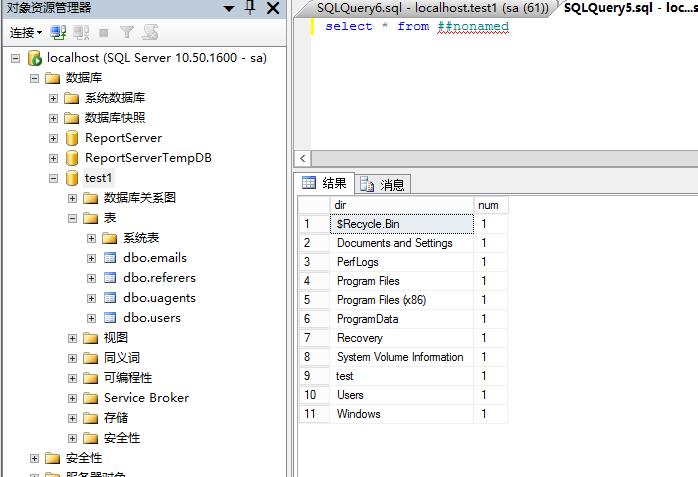 对象资源管理器
连接
localhost (SQL Server 10.50.1600 - sa)
数据库
系统数据库
数据库快照
ReportServer
ReportServerTempDB
test1
数据库关系图
表
系统表
dbo.emails
dbo.referers
dbo.uagents
dbo.users
视图
同义词
可编程性
Service Broker
存储
安全性
安全性
服务器对象
SQLQuery6.sql - localhost.test1 (sa (61))
SQLQuery5.sql - loc...s
select * from ##nonamed
结果 消息
dir num
1 $Recycle.Bin 1
2 Documents and Settings 1
3 PerfLogs 1
4 Program Files 1
5 Program Files (x86) 1
6 ProgramData 1
7 Recovery 1
8 System Volume Information 1
9 test 1
10 Users 1
11 Windows 1